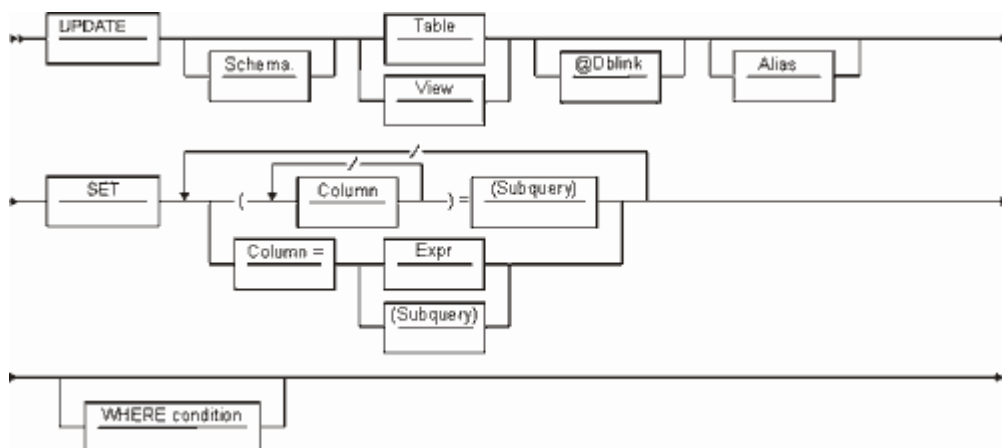 UPDATE
Schema.
Table
View
@Dblink
Alias
SET
(
/
/
Column
) =
(Subquery)
Column =
Expr
(Subquery)
WHERE condition